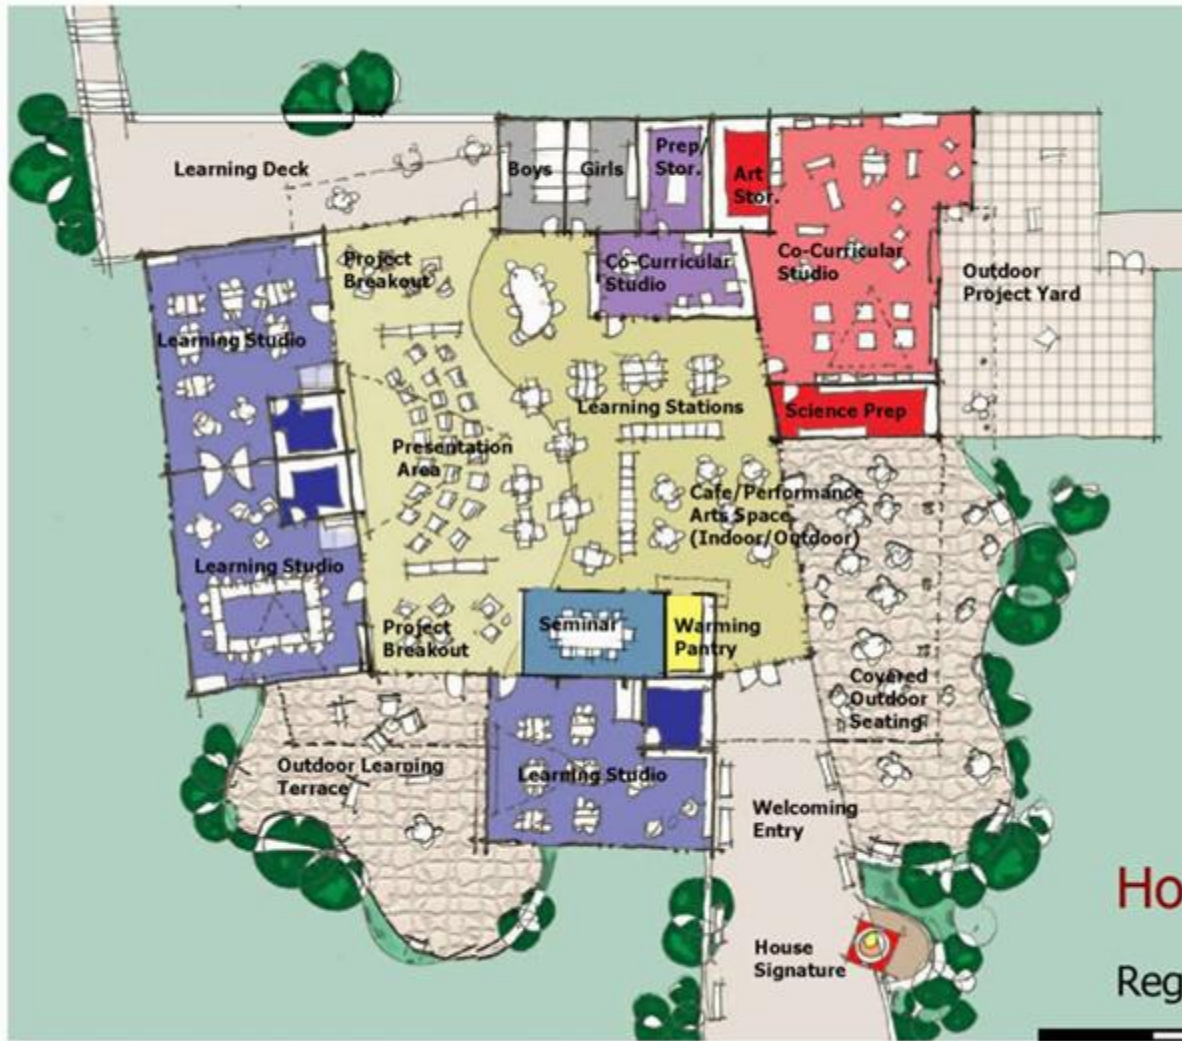 Learning Deck
Boys
Girls
Prep/
Stor.
Art
Stor.
Project
Breakout
Co-Curricular
Studio
Co-Curricular
Studio
Outdoor
Project Yard
Learning Studio
Learning Stations
Science Prep
Presentation
Area
Cafe/Performance
Arts Space
(Indoor/Outdoor)
Learning Studio
Project
Breakout
Seminar
Warming
Pantry
Covered
Outdoor
Seating
Outdoor Learning
Terrace
Learning Studio
Welcoming
Entry
House
Signature
Ho
Reg